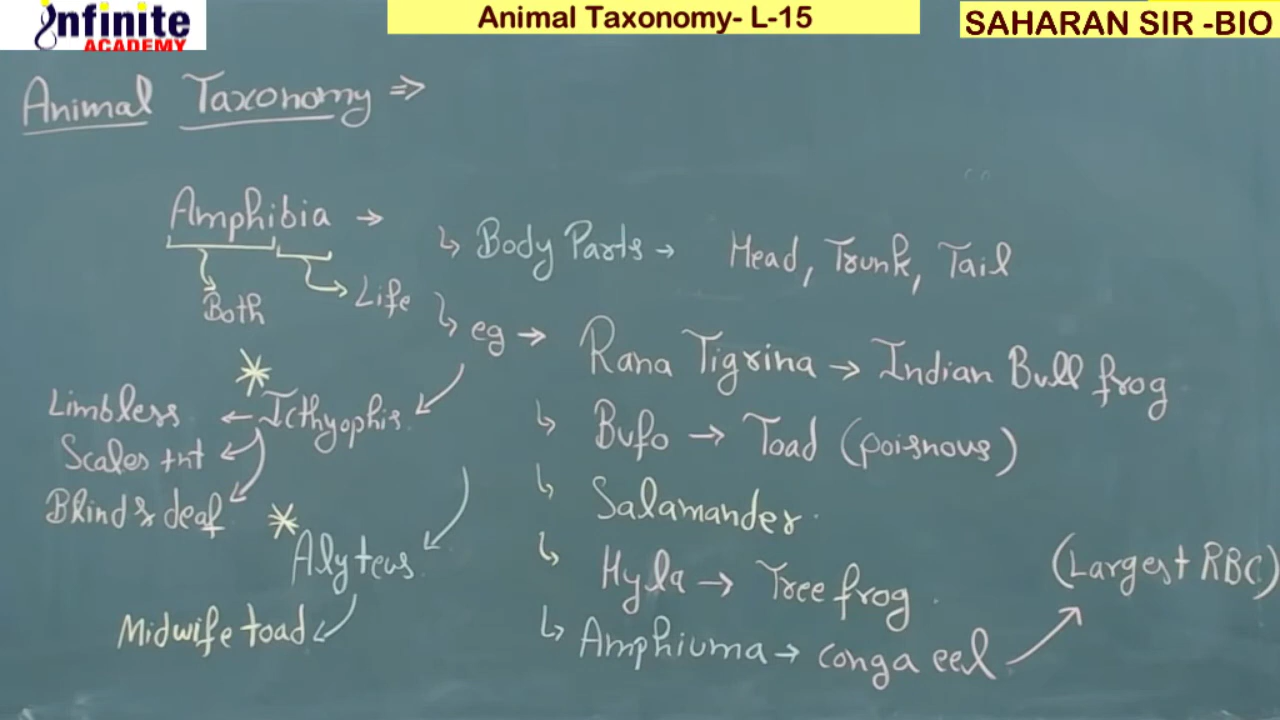 Infinite
ACADEMY
Animal Taxonomy- L-15
SAHARAN SIR -BIO
Animal Taxonomy ⇒
Amphibia →
Both
Life
↳ Body Parts → Head, Trunk, Tail
↳ eg → Rana Tigrina → Indian Bull frog
* Icthyophis
Limbless
Scales +nt
Blind & deaf
* Alyteus
Midwife toad
↳ Bufo → Toad (poisnous)
↳ Salamander
↳ Hyla → Tree frog
↳ Amphiuma → conga eel
(Largest RBC)